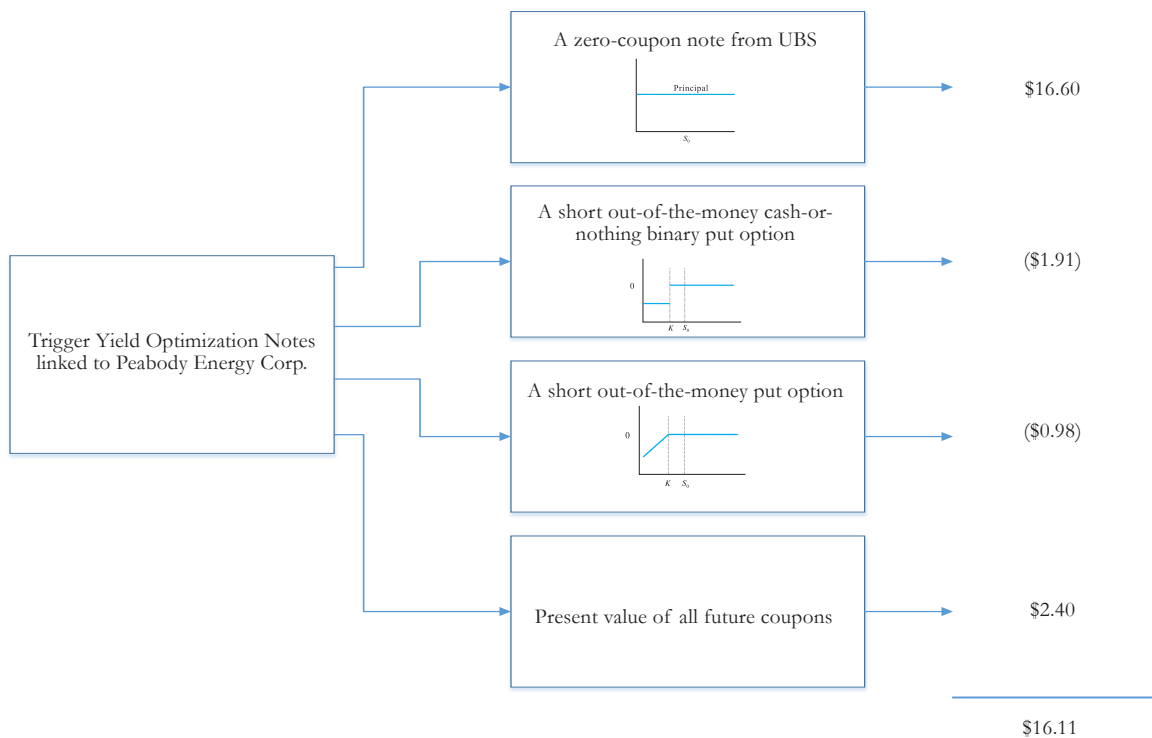 A zero-coupon note from UBS
Principal
S₀
$16.60
A short out-of-the-money cash-or-
nothing binary put option
0
K
S₀
($1.91)
Trigger Yield Optimization Notes
linked to Peabody Energy Corp.
A short out-of-the-money put option
0
K
S₀
($0.98)
Present value of all future coupons
$2.40
$16.11